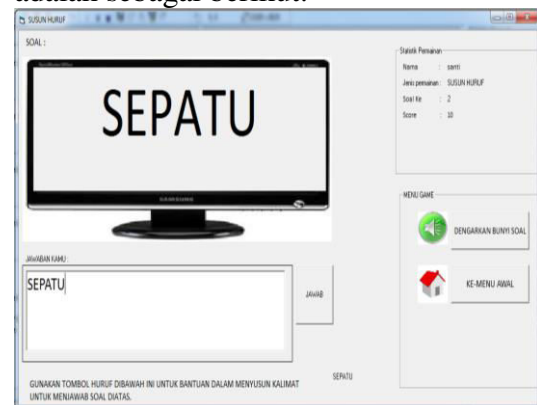 adalah sebagai berikut:
SUSUN HURUF
SOAL :
SEPATU
JAWABAN KAMU :
SEPATU
JAWAB
GUNAKAN TOMBOL HURUF DIBAWAH INI UNTUK BANTUAN DALAM MENYUSUN KALIMAT
UNTUK MENJAWAB SOAL DIATAS.
SEPATU
Statistik Permainan
Nama : santi
Jenis permainan : SUSUN HURUF
Soal Ke : 2
Score : 10
MENU GAME
DENGARKAN BUNYI SOAL
KE-MENU AWAL